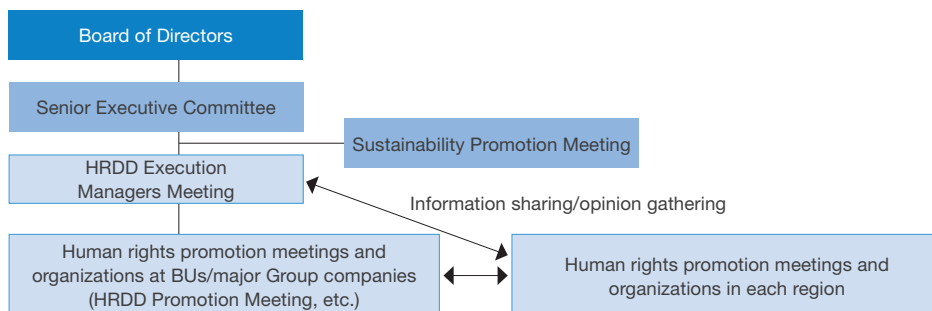 Board of Directors
Senior Executive Committee
Sustainability Promotion Meeting
HRDD Execution
Managers Meeting
Information sharing/opinion gathering
Human rights promotion meetings and
organizations at BUs/major Group companies
(HRDD Promotion Meeting, etc.)
Human rights promotion meetings and
organizations in each region